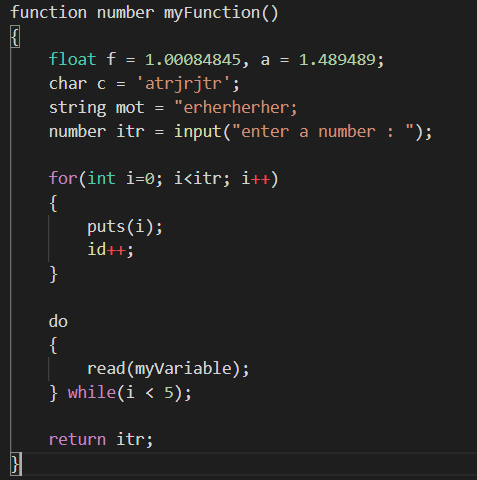 function number myFunction()
{
    float f = 1.00084845, a = 1.489489;
    char c = 'atrjrjtr';
    string mot = "erherherher;
    number itr = input("enter a number : ");

    for(int i=0; i<itr; i++)
    {
        puts(i);
        id++;
    }

    do
    {
        read(myVariable);
    } while(i < 5);

    return itr;
}